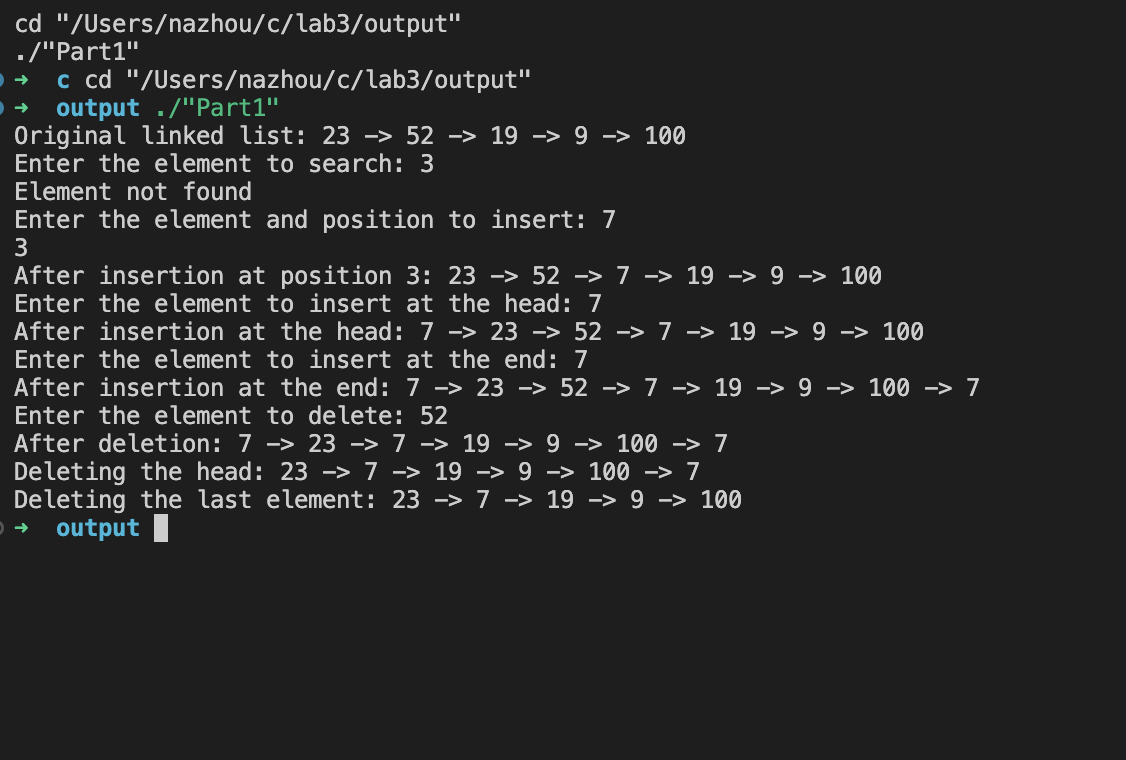 cd "/Users/nazhou/c/lab3/output"
./"Part1"
➜  c cd "/Users/nazhou/c/lab3/output"
➜  output ./"Part1"
Original linked list: 23 -> 52 -> 19 -> 9 -> 100
Enter the element to search: 3
Element not found
Enter the element and position to insert: 7
3
After insertion at position 3: 23 -> 52 -> 7 -> 19 -> 9 -> 100
Enter the element to insert at the head: 7
After insertion at the head: 7 -> 23 -> 52 -> 7 -> 19 -> 9 -> 100
Enter the element to insert at the end: 7
After insertion at the end: 7 -> 23 -> 52 -> 7 -> 19 -> 9 -> 100 -> 7
Enter the element to delete: 52
After deletion: 7 -> 23 -> 7 -> 19 -> 9 -> 100 -> 7
Deleting the head: 23 -> 7 -> 19 -> 9 -> 100 -> 7
Deleting the last element: 23 -> 7 -> 19 -> 9 -> 100
➜  output